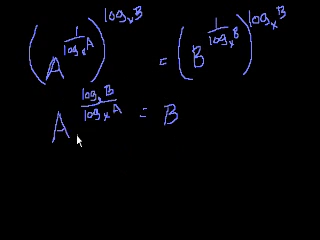 (A^(1/log_x A))^(log_x B) = (B^(1/log_x B))^(log_x B)
A^(log_x B/log_x A) = B